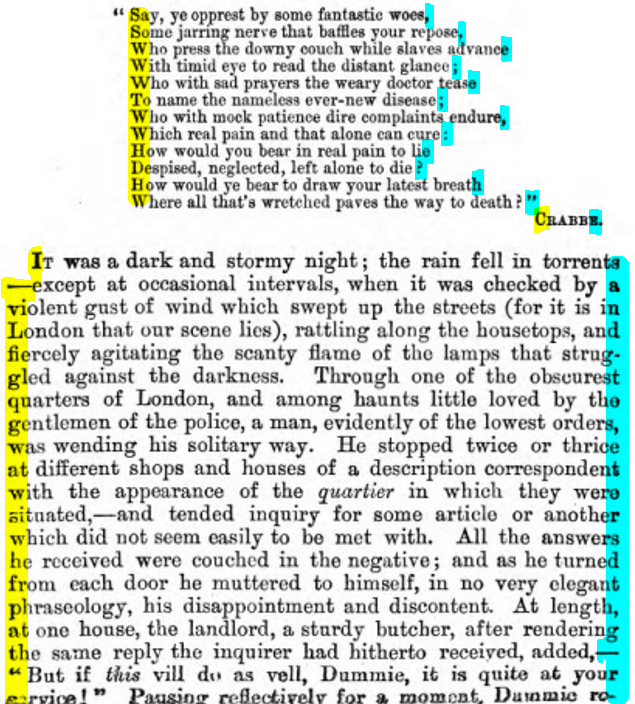 “ Say, ye opprest by some fantastic woes,
Some jarring nerve that baffles your repose,
Who press the downy couch while slaves advance
With timid eye to read the distant glance ;
Who with sad prayers the weary doctor tease
To name the nameless ever-new disease ;
Who with mock patience dire complaints endure,
Which real pain and that alone can cure :
How would you bear in real pain to lie
Despised, neglected, left alone to die ?
How would ye bear to draw your latest breath
Where all that's wretched paves the way to death ? ”
CRABBE.
IT was a dark and stormy night ; the rain fell in torrents
—except at occasional intervals, when it was checked by a
violent gust of wind which swept up the streets (for it is in
London that our scene lies), rattling along the housetops, and
fiercely agitating the scanty flame of the lamps that strug-
gled against the darkness. Through one of the obscurest
quarters of London, and among haunts little loved by the
gentlemen of the police, a man, evidently of the lowest orders,
was wending his solitary way. He stopped twice or thrice
at different shops and houses of a description correspondent
with the appearance of the quartier in which they were
situated,—and tended inquiry for some article or another
which did not seem easily to be met with. All the answers
he received were couched in the negative ; and as he turned
from each door he muttered to himself, in no very elegant
phraseology, his disappointment and discontent. At length,
at one house, the landlord, a sturdy butcher, after rendering
the same reply the inquirer had hitherto received, added,—
“ But if this vill do as vell, Dummie, it is quite at your
service ! ” Pausing reflectively for a moment, Dummie re-